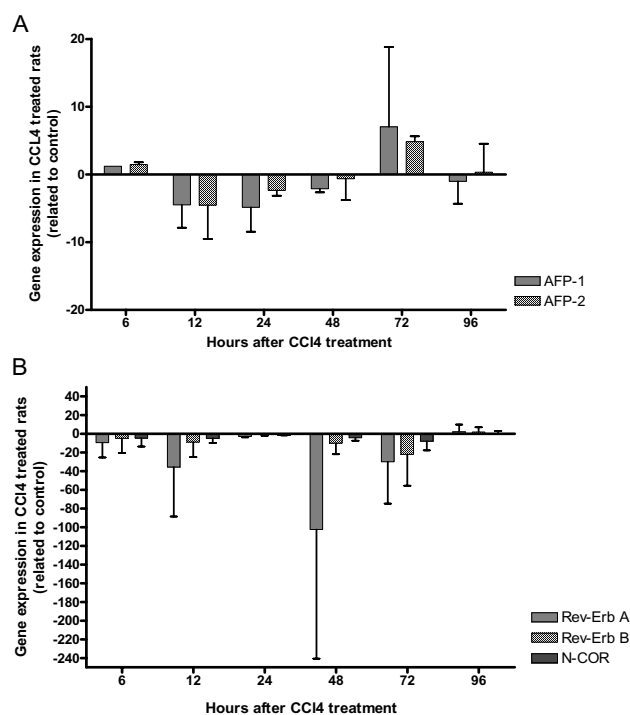 A
Gene expression in CCL4 treated rats
(related to control)
20
10
0
-10
-20
6 12 24 48 72 96
Hours after CCl4 treatment
AFP-1
AFP-2
B
Gene expression in CCl4 treated rats
(related to control)
40
20
0
-20
-40
-60
-80
-100
-120
-140
-160
-180
-200
-220
-240
6 12 24 48 72 96
Hours after CCl4 treatment
Rev-Erb A
Rev-Erb B
N-COR